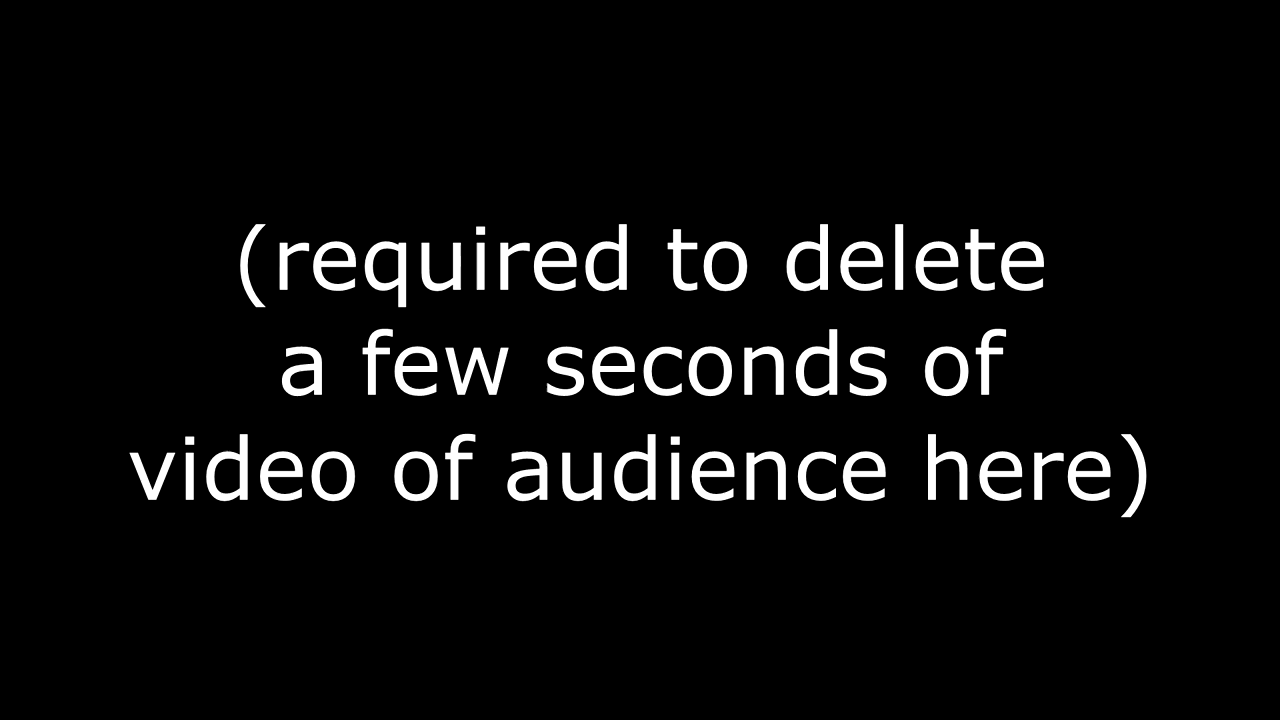 (required to delete
a few seconds of
video of audience here)